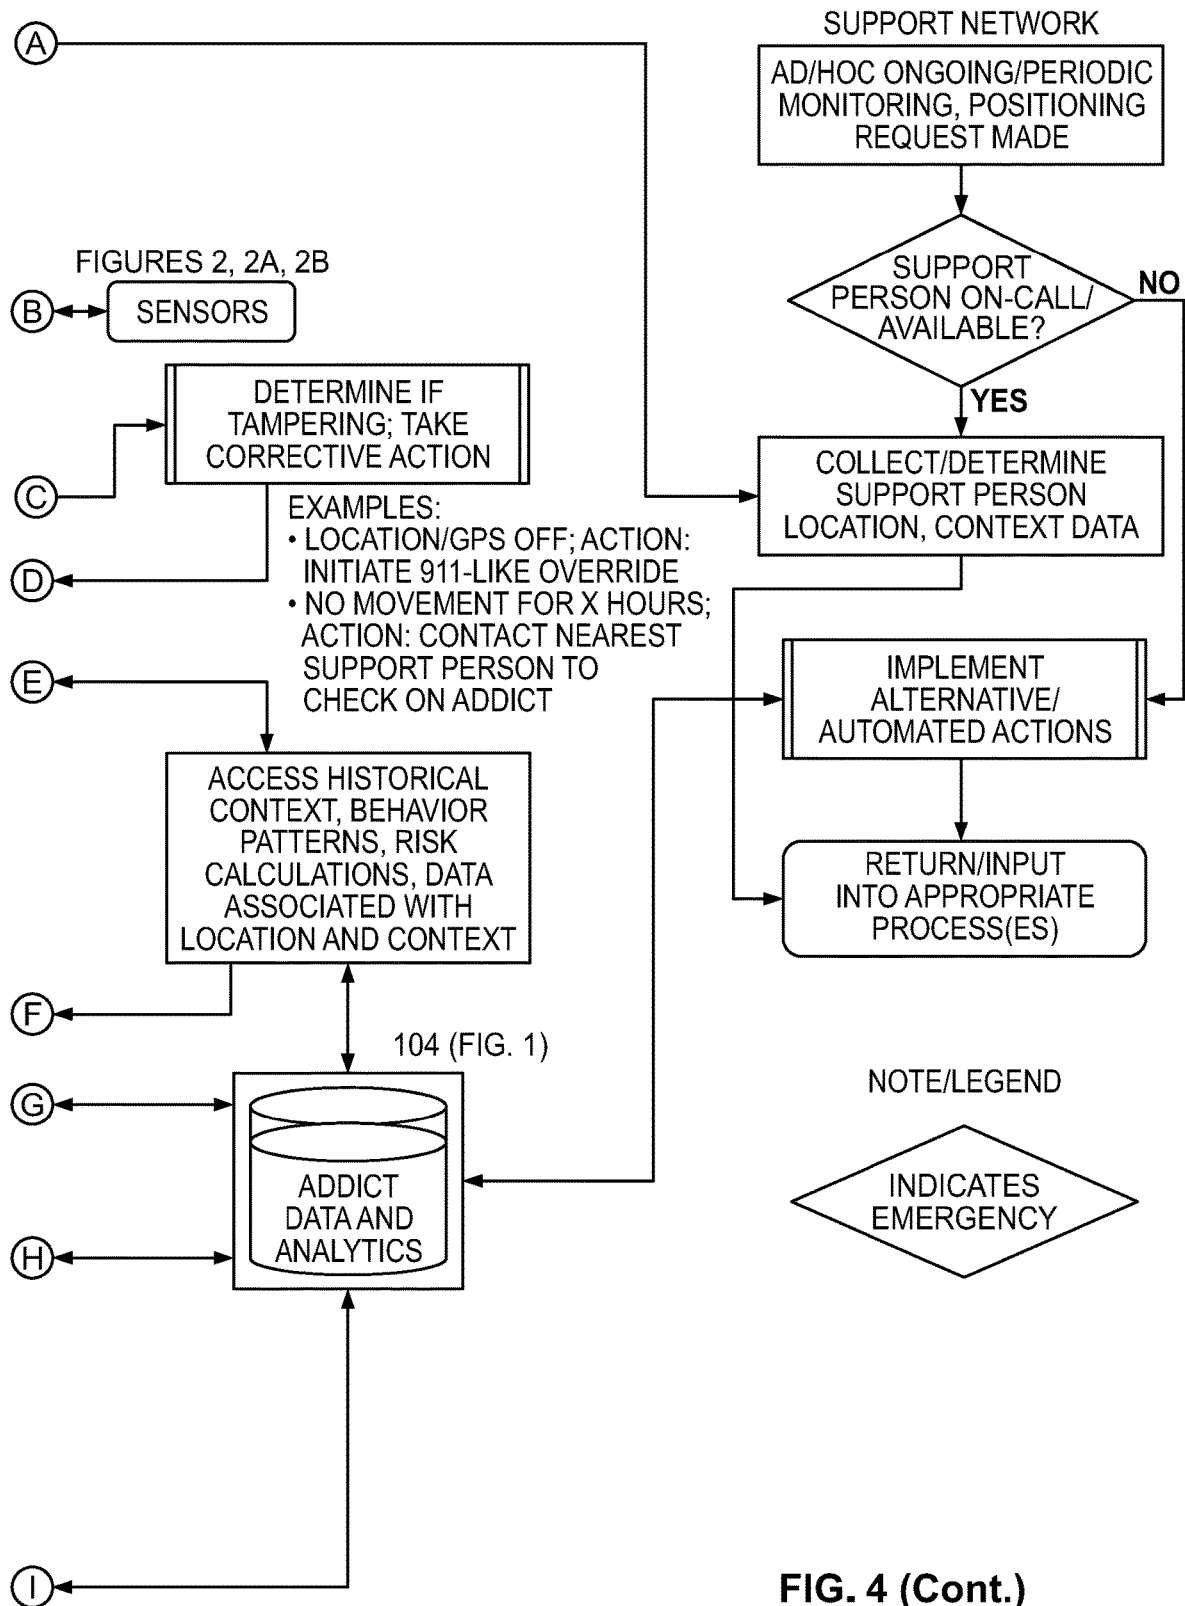 A
SUPPORT NETWORK
AD/HOC ONGOING/PERIODIC
MONITORING, POSITIONING
REQUEST MADE
SUPPORT
PERSON ON-CALL/
AVAILABLE?
NO
YES
FIGURES 2, 2A, 2B
B
SENSORS
DETERMINE IF
TAMPERING; TAKE
CORRECTIVE ACTION
C
COLLECT/DETERMINE
SUPPORT PERSON
LOCATION, CONTEXT DATA
EXAMPLES:
• LOCATION/GPS OFF; ACTION:
INITIATE 911-LIKE OVERRIDE
• NO MOVEMENT FOR X HOURS;
ACTION: CONTACT NEAREST
SUPPORT PERSON TO
CHECK ON ADDICT
D
E
IMPLEMENT
ALTERNATIVE/
AUTOMATED ACTIONS
ACCESS HISTORICAL
CONTEXT, BEHAVIOR
PATTERNS, RISK
CALCULATIONS, DATA
ASSOCIATED WITH
LOCATION AND CONTEXT
RETURN/INPUT
INTO APPROPRIATE
PROCESS(ES)
F
104 (FIG. 1)
G
ADDICT
DATA AND
ANALYTICS
H
NOTE/LEGEND
INDICATES
EMERGENCY
I
FIG. 4 (Cont.)